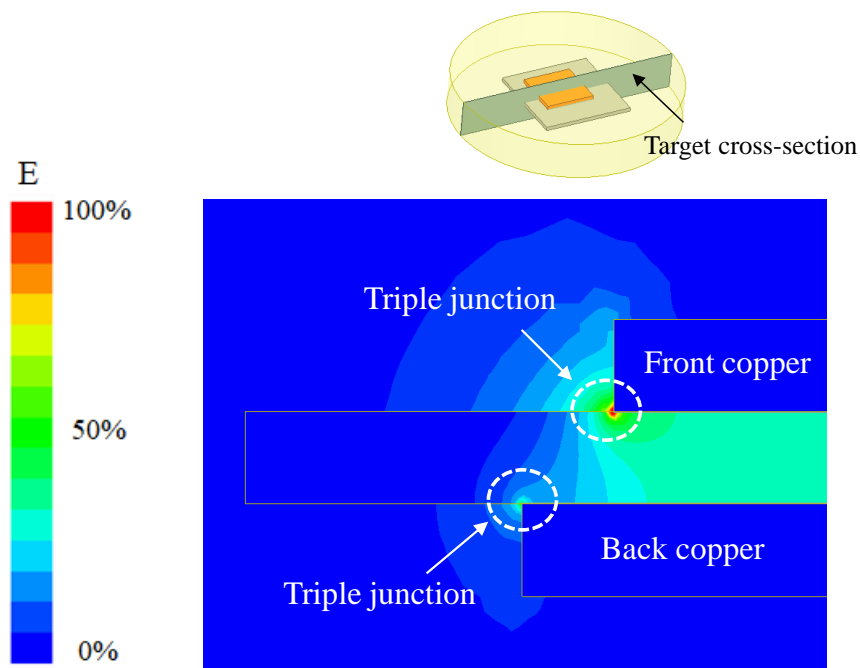 Target cross-section
E
100%
50%
0%
Triple junction
Front copper
Back copper
Triple junction